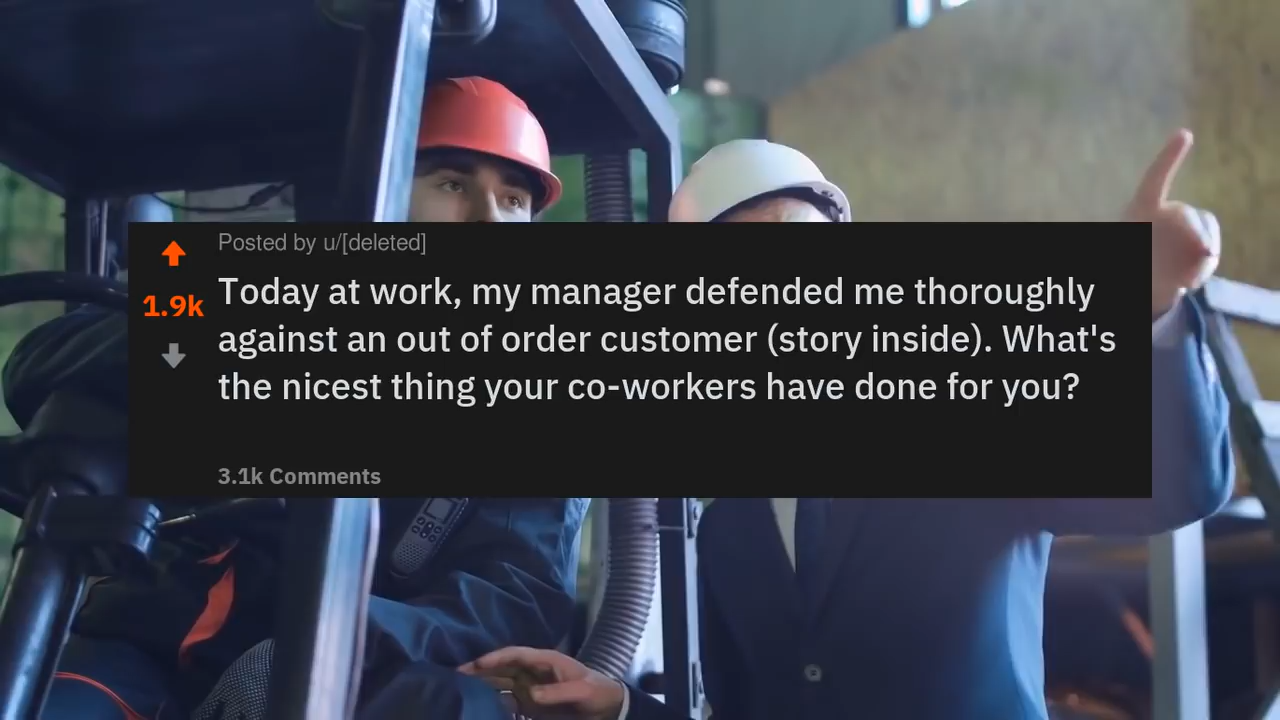 Posted by u/[deleted]
1.9k
Today at work, my manager defended me thoroughly
against an out of order customer (story inside). What's
the nicest thing your co-workers have done for you?
3.1k Comments